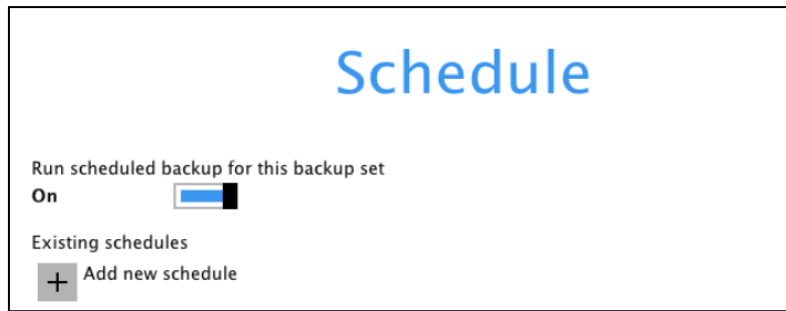 Schedule
Run scheduled backup for this backup set
On
Existing schedules
+ Add new schedule